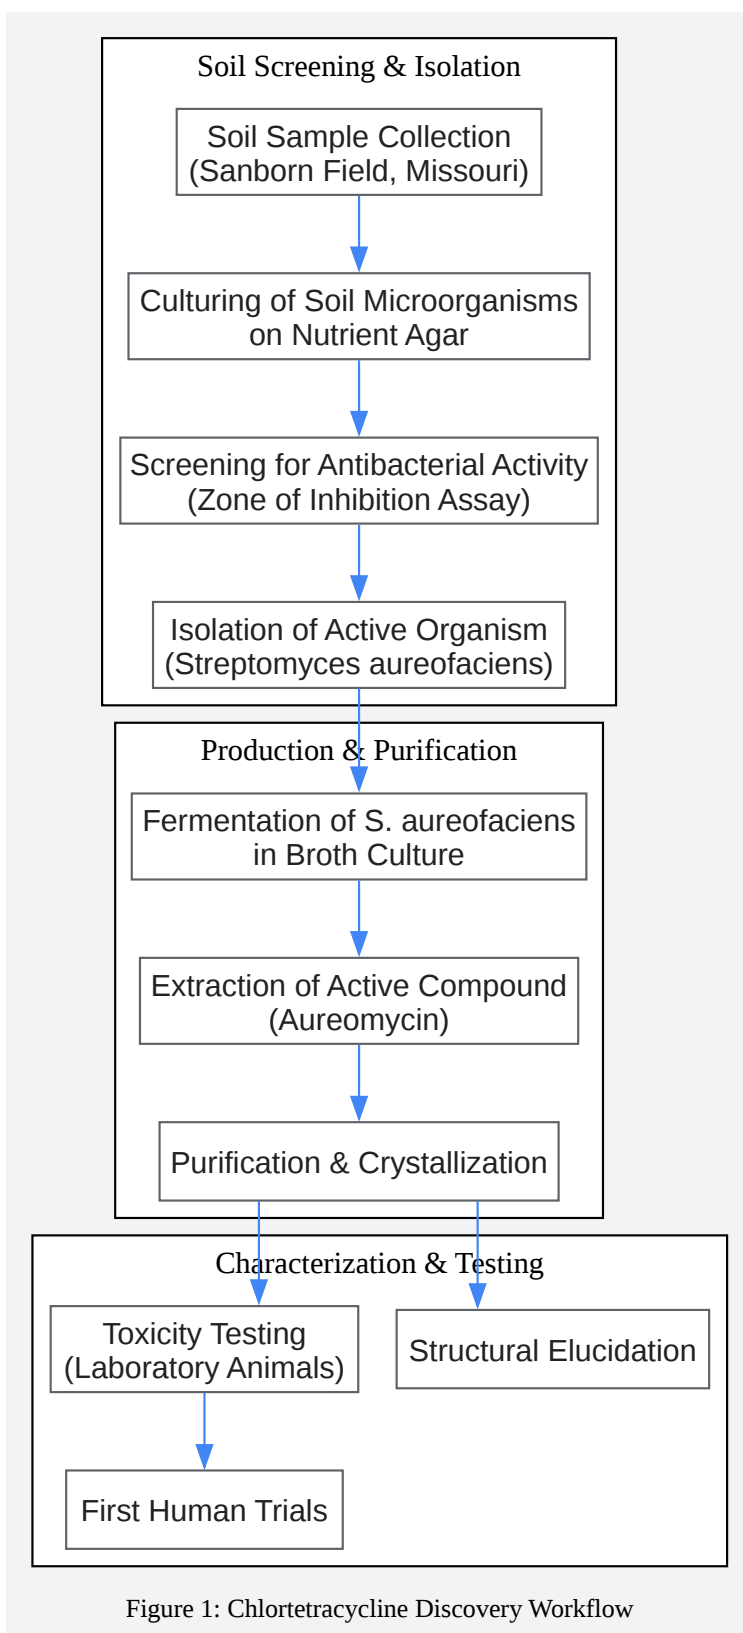 Soil Screening & Isolation
Soil Sample Collection
(Sanborn Field, Missouri)
Culturing of Soil Microorganisms
on Nutrient Agar
Screening for Antibacterial Activity
(Zone of Inhibition Assay)
Isolation of Active Organism
(Streptomyces aureofaciens)
Production & Purification
Fermentation of S. aureofaciens
in Broth Culture
Extraction of Active Compound
(Aureomycin)
Purification & Crystallization
Characterization & Testing
Toxicity Testing
(Laboratory Animals)
Structural Elucidation
First Human Trials
Figure 1: Chlortetracycline Discovery Workflow